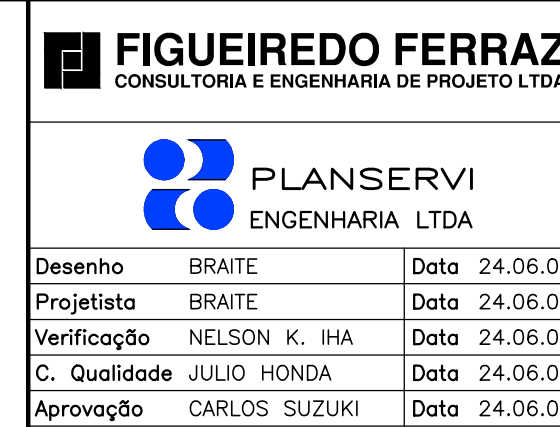 FIGUEIREDO FERRAZ
CONSULTORIA E ENGENHARIA DE PROJETO LTDA
PLANSERVI
ENGENHARIA LTDA
Desenho BRAITE Data 24.06.0
Projetista BRAITE Data 24.06.0
Verificação NELSON K. IHA Data 24.06.0
C. Qualidade JULIO HONDA Data 24.06.0
Aprovação CARLOS SUZUKI Data 24.06.0